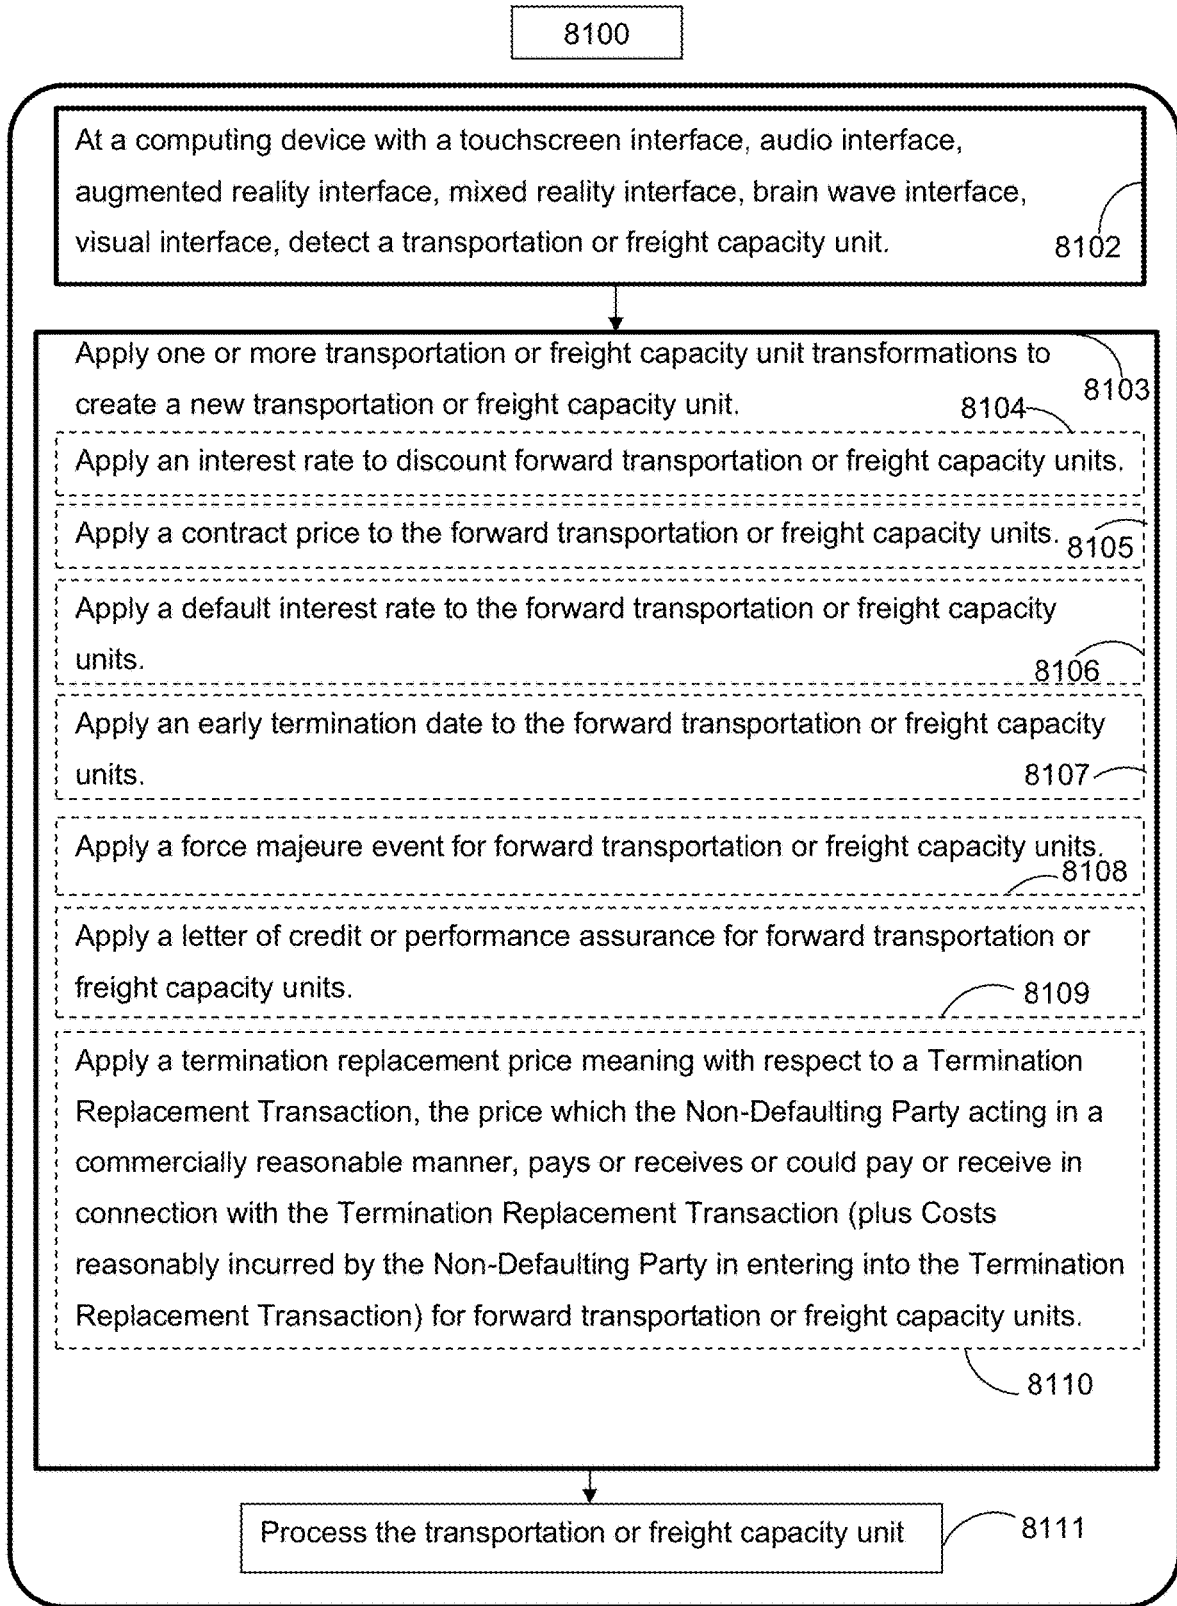 8100
At a computing device with a touchscreen interface, audio interface,
augmented reality interface, mixed reality interface, brain wave interface,
visual interface, detect a transportation or freight capacity unit.
8102
Apply one or more transportation or freight capacity unit transformations to
8103
create a new transportation or freight capacity unit.
8104
Apply an interest rate to discount forward transportation or freight capacity units.
Apply a contract price to the forward transportation or freight capacity units.
8105
Apply a default interest rate to the forward transportation or freight capacity
units.
8106
Apply an early termination date to the forward transportation or freight capacity
units.
8107
Apply a force majeure event for forward transportation or freight capacity units.
8108
Apply a letter of credit or performance assurance for forward transportation or
freight capacity units.
8109
Apply a termination replacement price meaning with respect to a Termination
Replacement Transaction, the price which the Non-Defaulting Party acting in a
commercially reasonable manner, pays or receives or could pay or receive in
connection with the Termination Replacement Transaction (plus Costs
reasonably incurred by the Non-Defaulting Party in entering into the Termination
Replacement Transaction) for forward transportation or freight capacity units.
8110
Process the transportation or freight capacity unit
8111